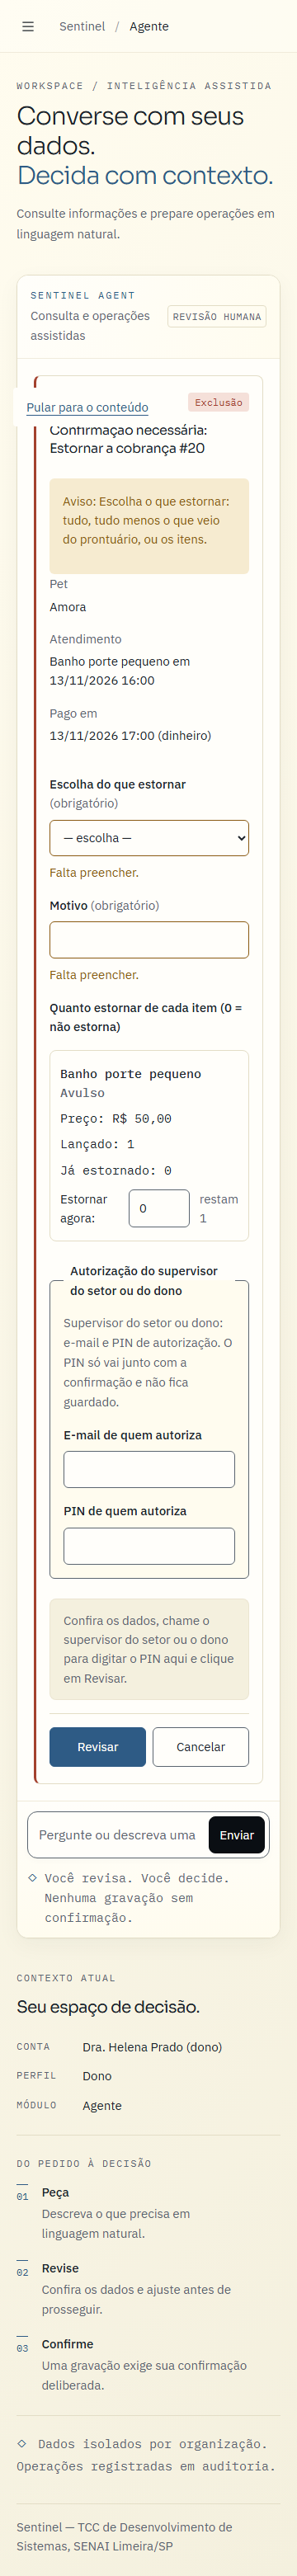 Sentinel / Agente
WORKSPACE / INTELIGÊNCIA ASSISTIDA
Converse com seus
dados.
Decida com contexto.
Consulte informações e prepare operações em
linguagem natural.
SENTINEL AGENT
Consulta e operações
assistidas
REVISÃO HUMANA
Exclusão
Pular para o conteúdo
Confirmação necessária:
Estornar a cobrança #20
Aviso: Escolha o que estornar:
tudo, tudo menos o que veio
do prontuário, ou os itens.
Pet
Amora
Atendimento
Banho porte pequeno em
13/11/2026 16:00
Pago em
13/11/2026 17:00 (dinheiro)
Escolha do que estornar
(obrigatório)
— escolha —
Falta preencher.
Motivo (obrigatório)
Falta preencher.
Quanto estornar de cada item (0 =
não estorna)
Banho porte pequeno
Avulso
Preço: R$ 50,00
Lançado: 1
Já estornado: 0
Estornar
agora:
0
restam
1
Autorização do supervisor
do setor ou do dono
Supervisor do setor ou dono:
e-mail e PIN de autorização. O
PIN só vai junto com a
confirmação e não fica
guardado.
E-mail de quem autoriza
PIN de quem autoriza
Confira os dados, chame o
supervisor do setor ou o dono
para digitar o PIN aqui e clique
em Revisar.
Revisar
Cancelar
Pergunte ou descreva uma
Enviar
Você revisa. Você decide.
Nenhuma gravação sem
confirmação.
CONTEXTO ATUAL
Seu espaço de decisão.
CONTA Dra. Helena Prado (dono)
PERFIL Dono
MÓDULO Agente
DO PEDIDO À DECISÃO
01 Peça
Descreva o que precisa em
linguagem natural.
02 Revise
Confira os dados e ajuste antes de
prosseguir.
03 Confirme
Uma gravação exige sua confirmação
deliberada.
Dados isolados por organização.
Operações registradas em auditoria.
Sentinel — TCC de Desenvolvimento de
Sistemas, SENAI Limeira/SP